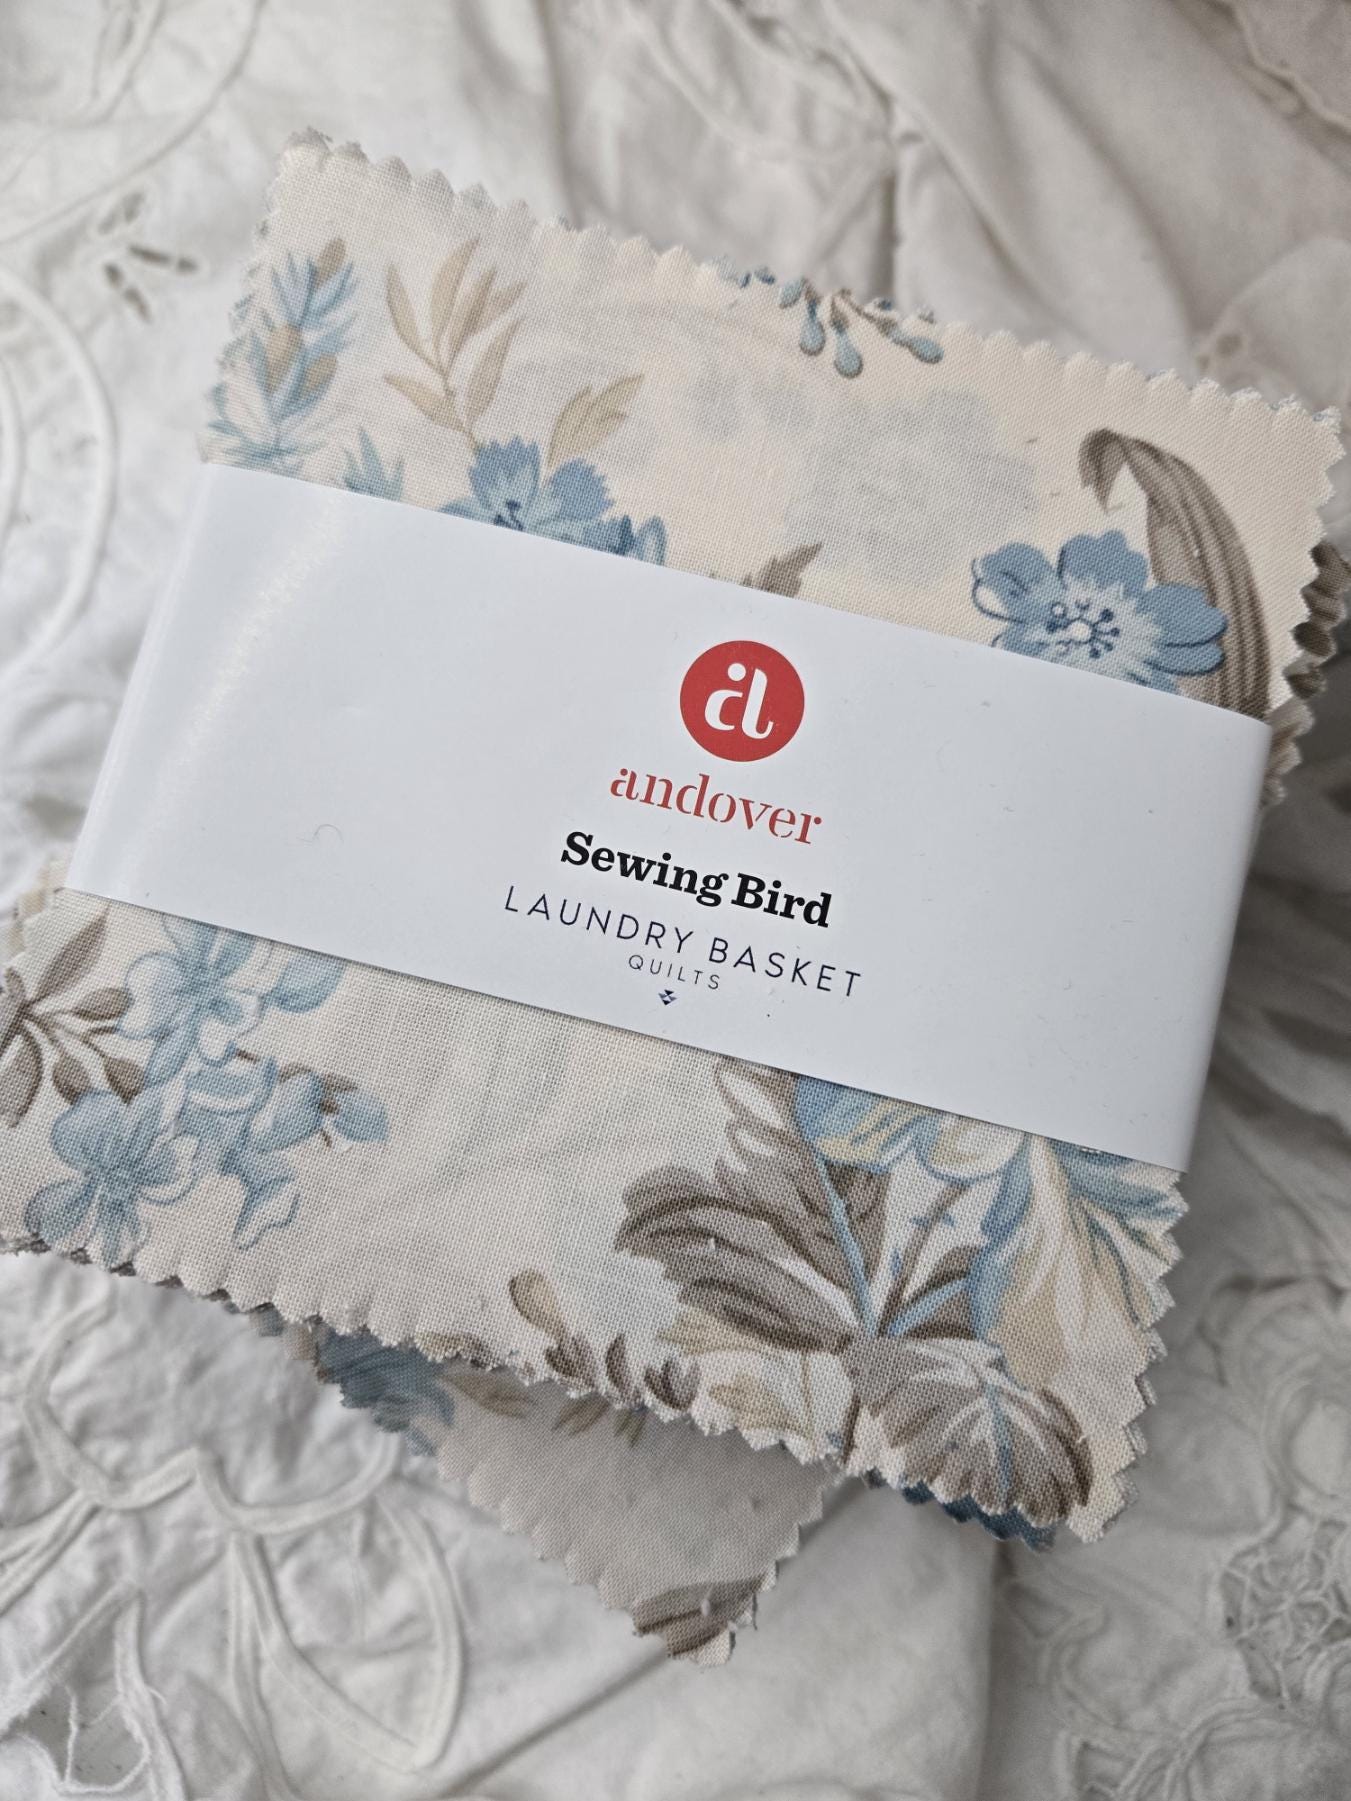 a
andover
Sewing Bird
LAUNDRY BASKET
QUILTS